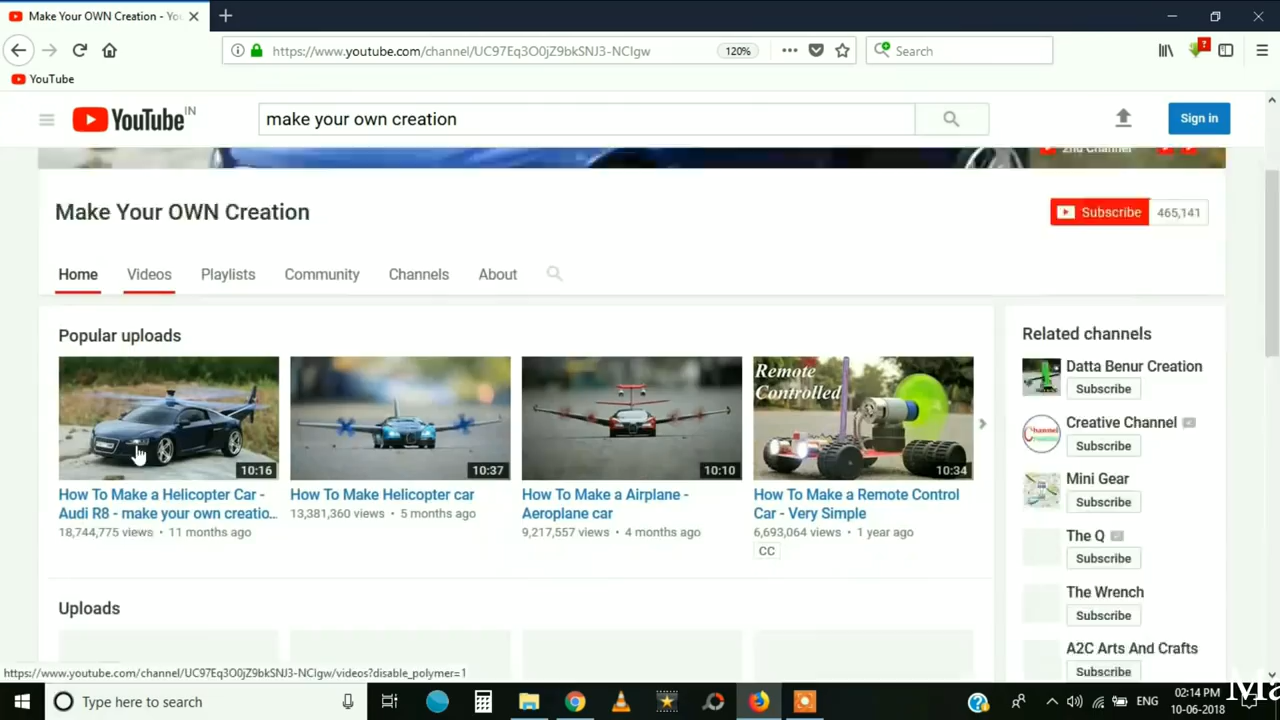 Make Your OWN Creation - You
https://www.youtube.com/channel/UC97Eq3O0jZ9bkSNJ3-NCIgw
120%
Search
YouTube
YouTube IN
make your own creation
Sign in
2nd Channel
Make Your OWN Creation
Subscribe 465,141
Home Videos Playlists Community Channels About
Popular uploads
10:16
How To Make a Helicopter Car -
Audi R8 - make your own creatio...
18,744,775 views • 11 months ago
10:37
How To Make Helicopter car
13,381,360 views • 5 months ago
10:10
How To Make a Airplane -
Aeroplane car
9,217,557 views • 4 months ago
Remote
Controlled
10:34
How To Make a Remote Control
Car - Very Simple
6,693,064 views • 1 year ago
CC
Uploads
Related channels
Datta Benur Creation
Subscribe
Channel
Creative Channel
Subscribe
Mini Gear
Subscribe
The Q
Subscribe
The Wrench
Subscribe
A2C Arts And Crafts
Subscribe
https://www.youtube.com/channel/UC97Eq3O0jZ9bkSNJ3-NCIgw/videos?disable_polymer=1
Type here to search
ENG
02:14 PM
10-06-2018
Ma